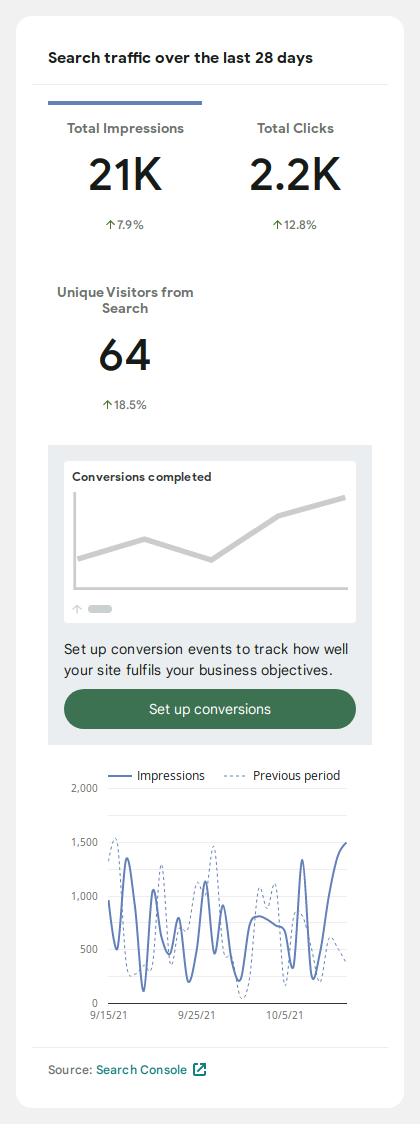 Search traffic over the last 28 days
Total Impressions
21K
↑7.9%
Total Clicks
2.2K
↑12.8%
Unique Visitors from
Search
64
↑18.5%
Conversions completed
Set up conversion events to track how well
your site fulfils your business objectives.
Set up conversions
Impressions
Previous period
2,000
1,500
1,000
500
0
9/15/21
9/25/21
10/5/21
Source: Search Console